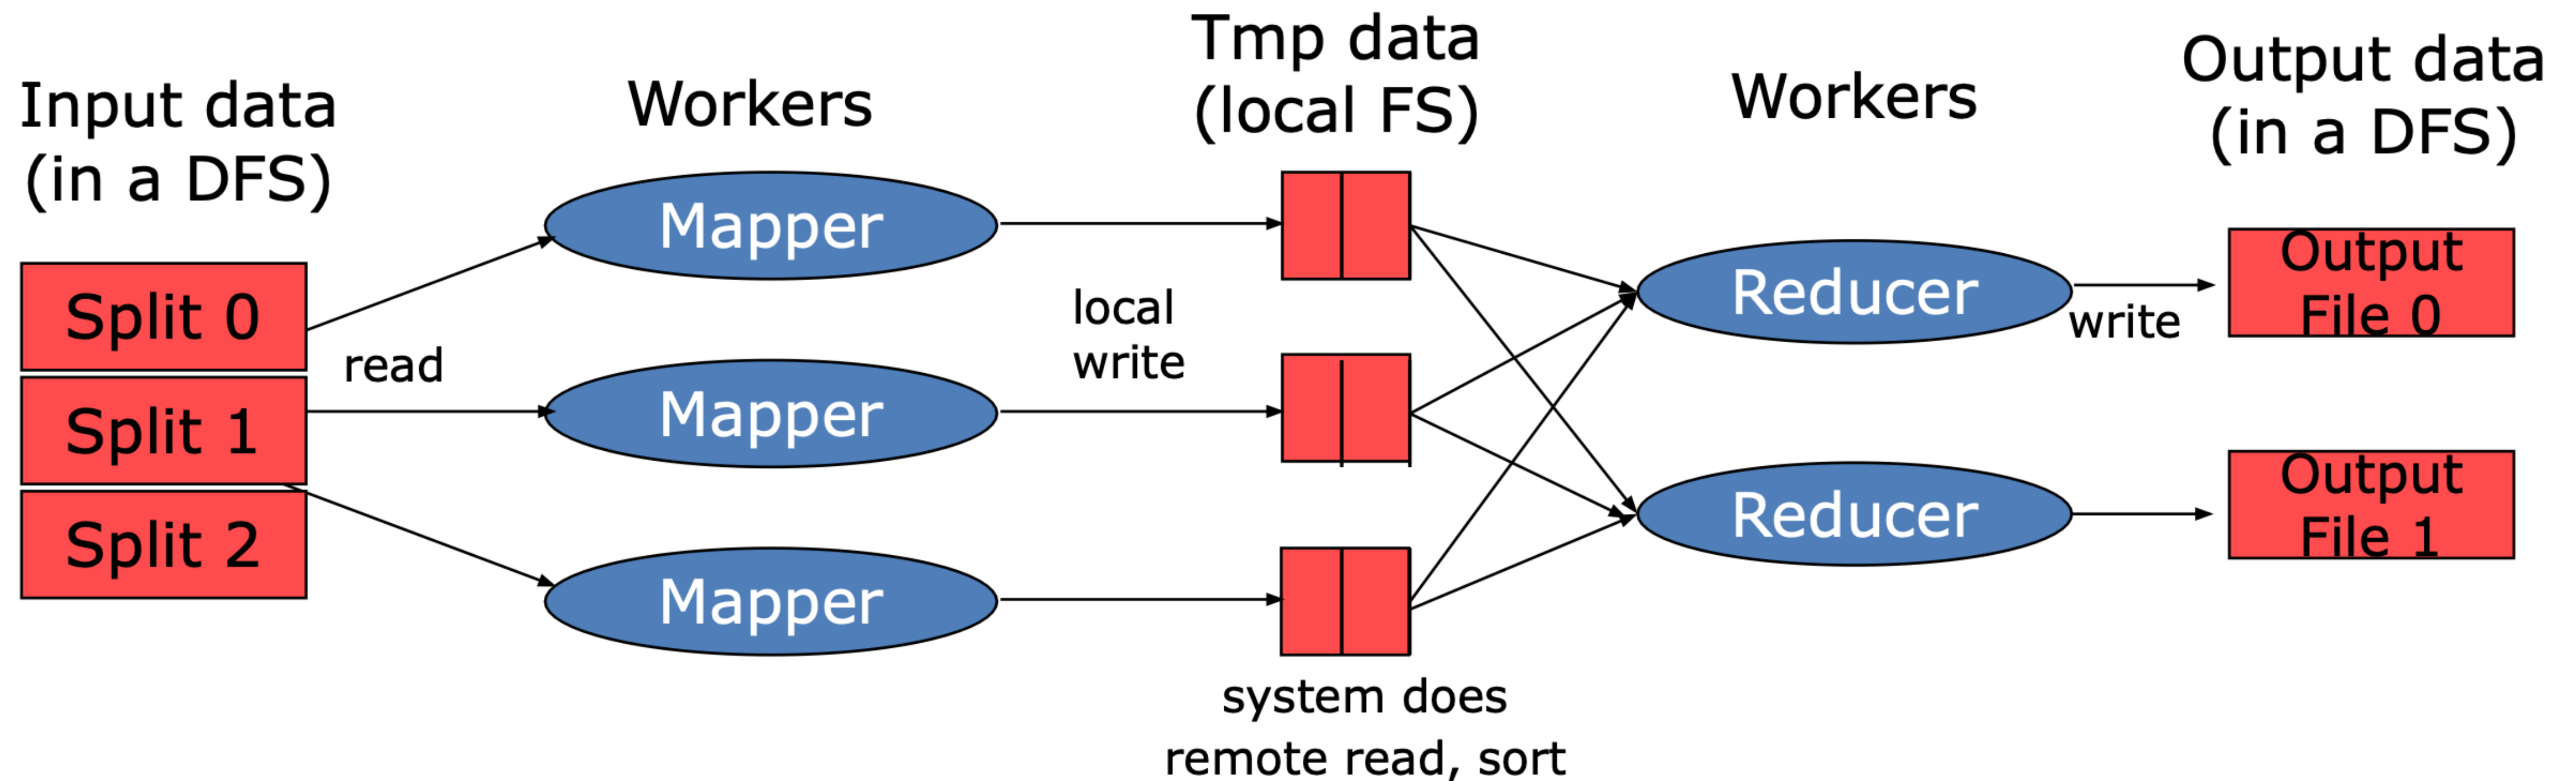 Input data
(in a DFS)
Split 0
Split 1
Split 2
read
Workers
Mapper
Mapper
Mapper
local
write
Tmp data
(local FS)
system does
remote read, sort
Workers
Reducer
Reducer
write
Output data
(in a DFS)
Output
File 0
Output
File 1